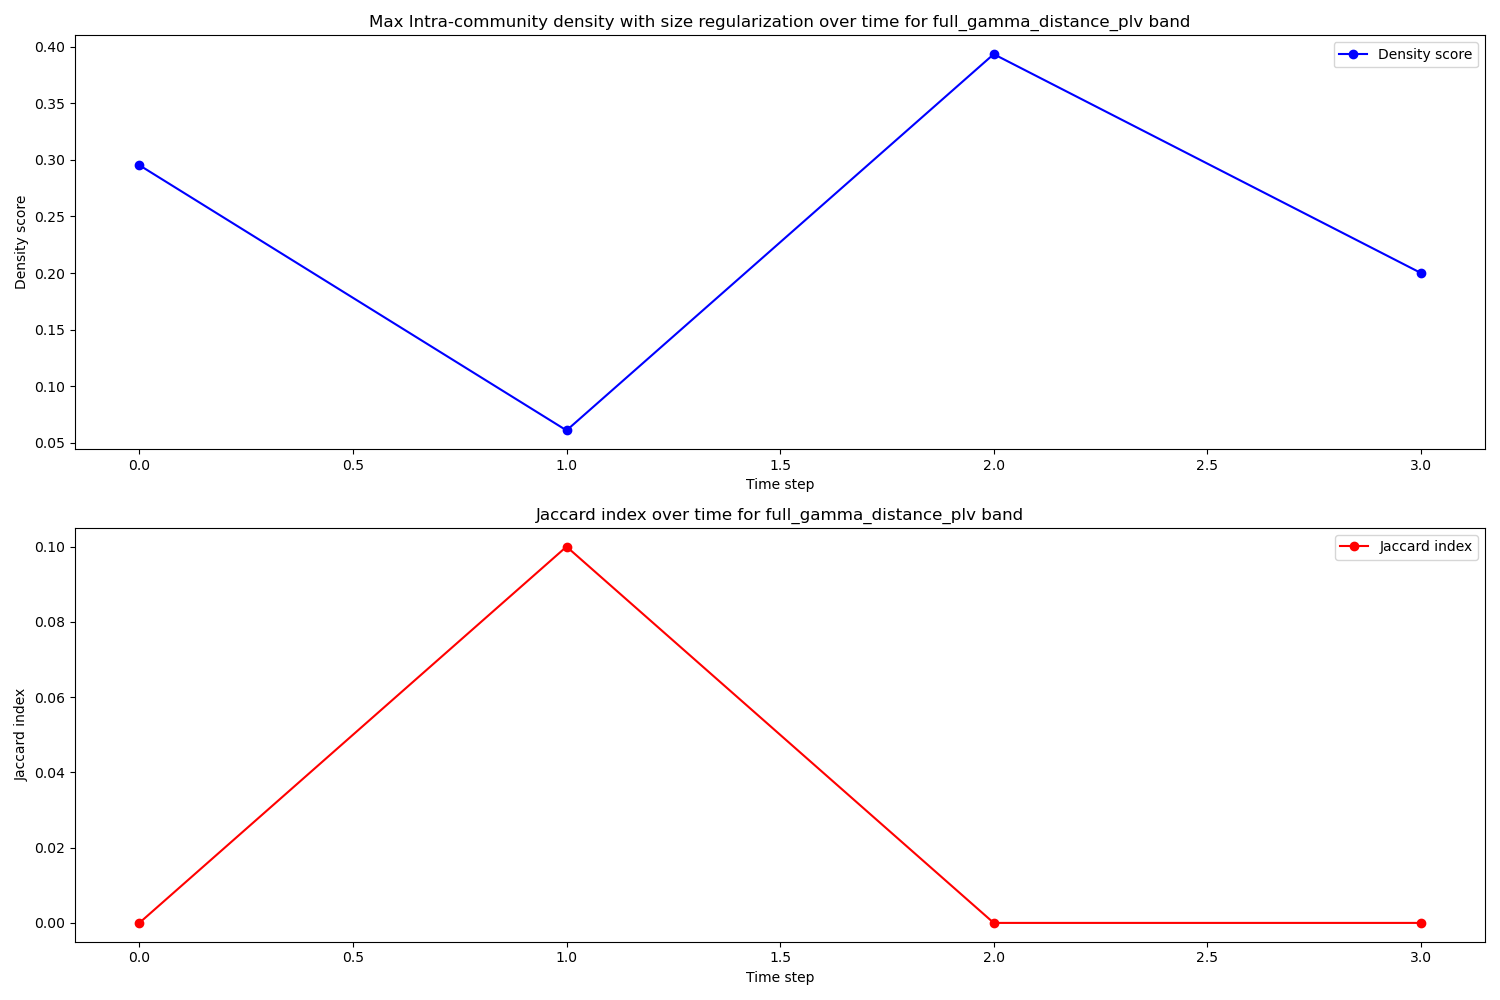 Max Intra-community density with size regularization over time for full_gamma_distance_plv band
Density score
0.40
0.35
0.30
0.25
0.20
0.15
0.10
0.05
Density score
0.0 0.5 1.0 1.5 2.0 2.5 3.0
Time step
Jaccard index over time for full_gamma_distance_plv band
Jaccard index
0.10
0.08
0.06
0.04
0.02
0.00
Jaccard index
0.0 0.5 1.0 1.5 2.0 2.5 3.0
Time step